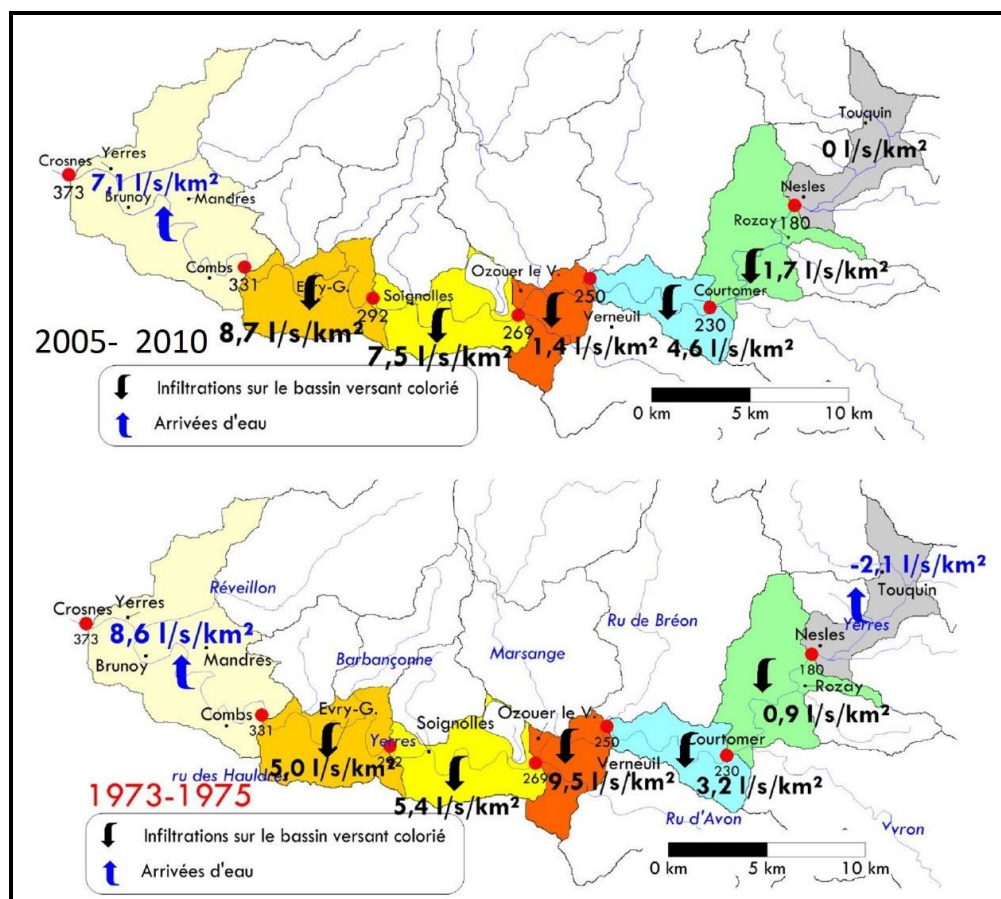 Touquin
0 l/s/km²
Crosnes
Yerres
373
7,1 l/s/km²
Brunoy
Mandres
Nesles
180
Rozay
Combs
331
Evry-G.
292
Soignolles
Ozouer le V.
250
269
Verneuil
Courtomer
230
1,7 l/s/km²
8,7 l/s/km²
7,5 l/s/km²
1,4 l/s/km²
4,6 l/s/km²
2005- 2010
Infiltrations sur le bassin versant colorié
Arrivées d'eau
0 km
5 km
10 km
-2,1 l/s/km²
Touquin
Réveillon
Crosnes
Yerres
373
8,6 l/s/km²
Brunoy
Mandres
Barbançonne
Marsange
Ru de Bréon
Yerres
Nesles
180
Rozay
0,9 l/s/km²
Combs
331
Evry-G.
Yerres
292
Soignolles
Ozouer le V.
250
269
Verneuil
Courtomer
230
ru des Hauldres
5,0 l/s/km²
5,4 l/s/km²
9,5 l/s/km²
3,2 l/s/km²
1973-1975
Ru d'Avon
Yvron
Infiltrations sur le bassin versant colorié
Arrivées d'eau
0 km
5 km
10 km